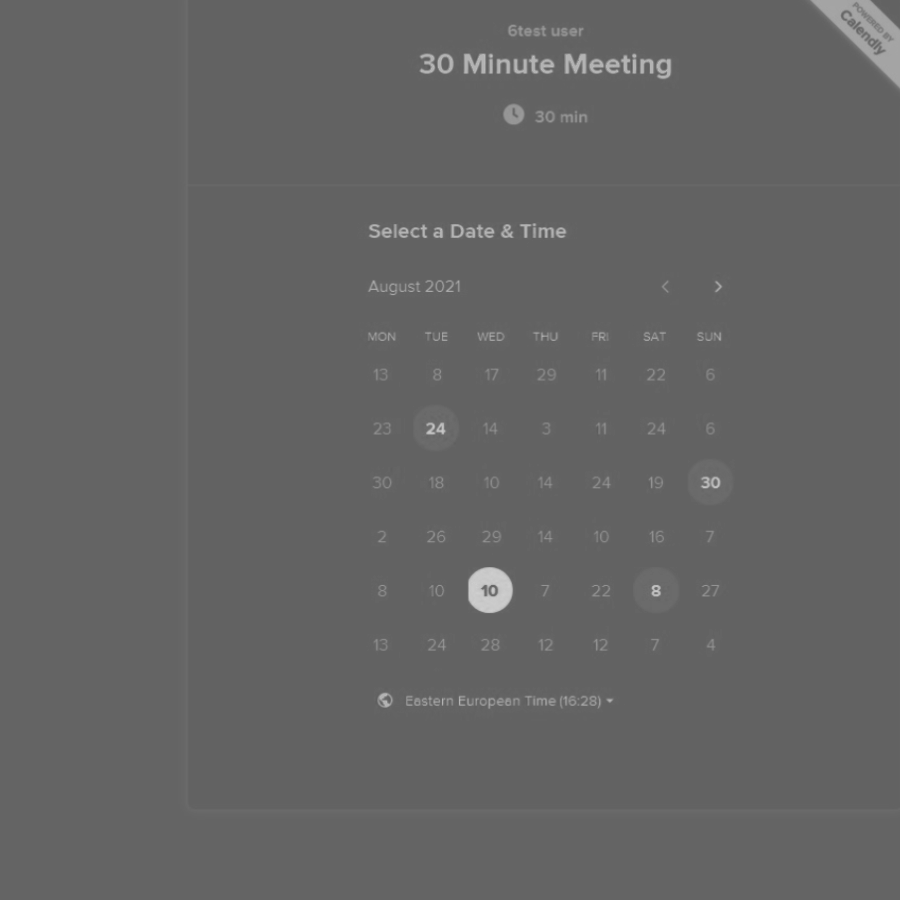 POWERED BY
Calendly
6test user
30 Minute Meeting
30 min
Select a Date & Time
August 2021
MON TUE WED THU FRI SAT SUN
13 8 17 29 11 22 6
23 24 14 3 11 24 6
30 18 10 14 24 19 30
2 26 29 14 10 16 7
8 10 10 7 22 8 27
13 24 28 12 12 7 4
Eastern European Time (16:28)